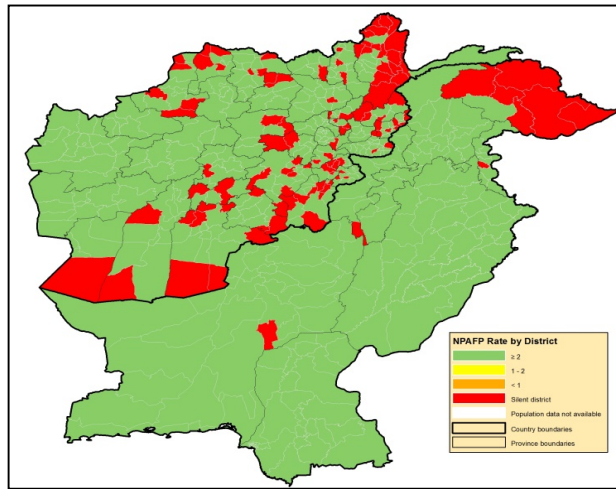 NPAFP Rate by District
≥ 2
1 - 2
< 1
Silent district
Population data not available
Country boundaries
Province boundaries